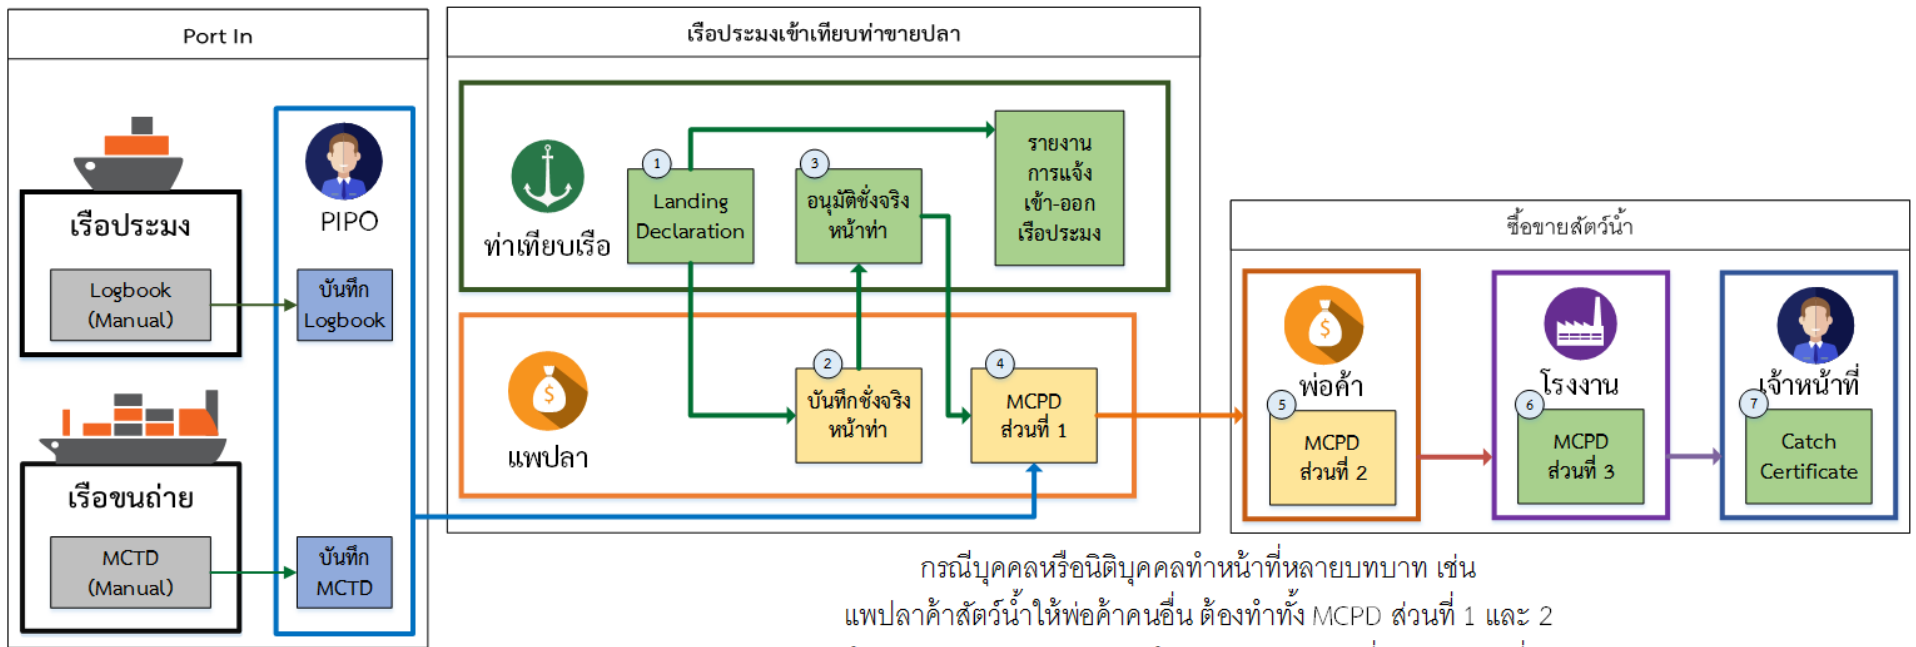 Port In
เรือประมง
Logbook
(Manual)
PIPO
บันทึก
Logbook
เรือขนถ่าย
MCTD
(Manual)
บันทึก
MCTD
เรือประมงเข้าเทียบท่าขายปลา
ท่าเทียบเรือ
1
Landing
Declaration
3
อนุมัติชั่งจริง
หน้าท่า
รายงาน
การแจ้ง
เข้า-ออก
เรือประมง
แพปลา
2
บันทึกชั่งจริง
หน้าท่า
4
MCPD
ส่วนที่ 1
ซื้อขายสัตว์น้ำ
พ่อค้า
5
MCPD
ส่วนที่ 2
โรงงาน
6
MCPD
ส่วนที่ 3
เจ้าหน้าที่
7
Catch
Certificate
กรณีบุคคลหรือนิติบุคคลทำหน้าที่หลายบทบาท เช่น
แพปลาค้าสัตว์น้ำให้พ่อค้าคนอื่น ต้องทำทั้ง MCPD ส่วนที่ 1 และ 2